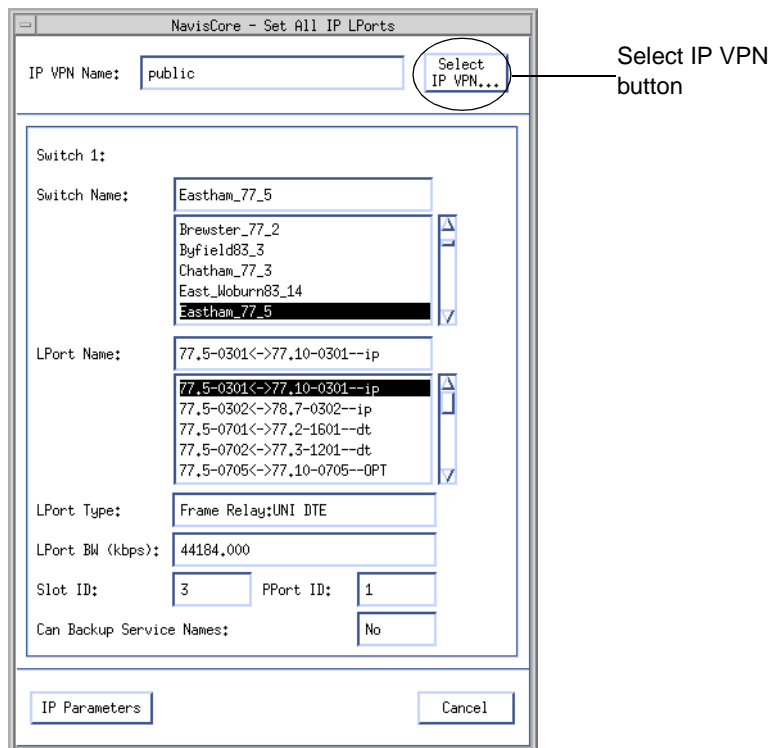 NavisCore - Set All IP LPorts
IP VPN Name: public Select IP VPN...
Select IP VPN button
Switch 1:
Switch Name: Eastham_77_5
Brewster_77_2
Byfield83_3
Chatham_77_3
East_Woburn83_14
Eastham_77_5
LPort Name: 77.5-0301<->77.10-0301--ip
77.5-0301<->77.10-0301--ip
77.5-0302<->78.7-0302--ip
77.5-0701<->77.2-1601--dt
77.5-0702<->77.3-1201--dt
77.5-0705<->77.10-0705--OPT
LPort Type: Frame Relay:UNI DTE
LPort BW (kbps): 44184.000
Slot ID: 3 PPort ID: 1
Can Backup Service Names: No
IP Parameters Cancel